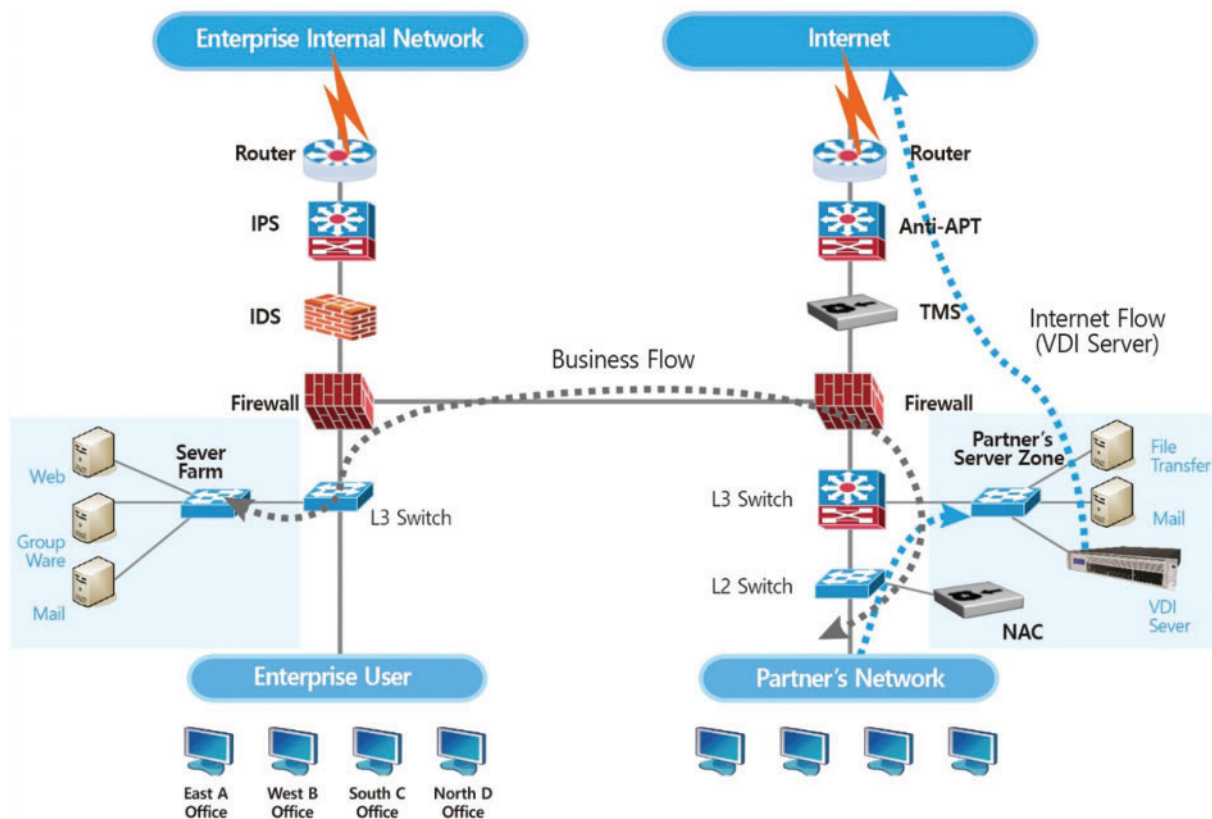 Enterprise Internal Network
Internet
Router
Router
IPS
Anti-APT
IDS
TMS
Internet Flow
(VDI Server)
Business Flow
Firewall
Firewall
Sever
Farm
Web
Group
Ware
Mail
L3 Switch
Partner's
Server Zone
File
Transfer
Mail
VDI
Sever
L3 Switch
L2 Switch
NAC
Enterprise User
Partner's Network
East A
Office
West B
Office
South C
Office
North D
Office